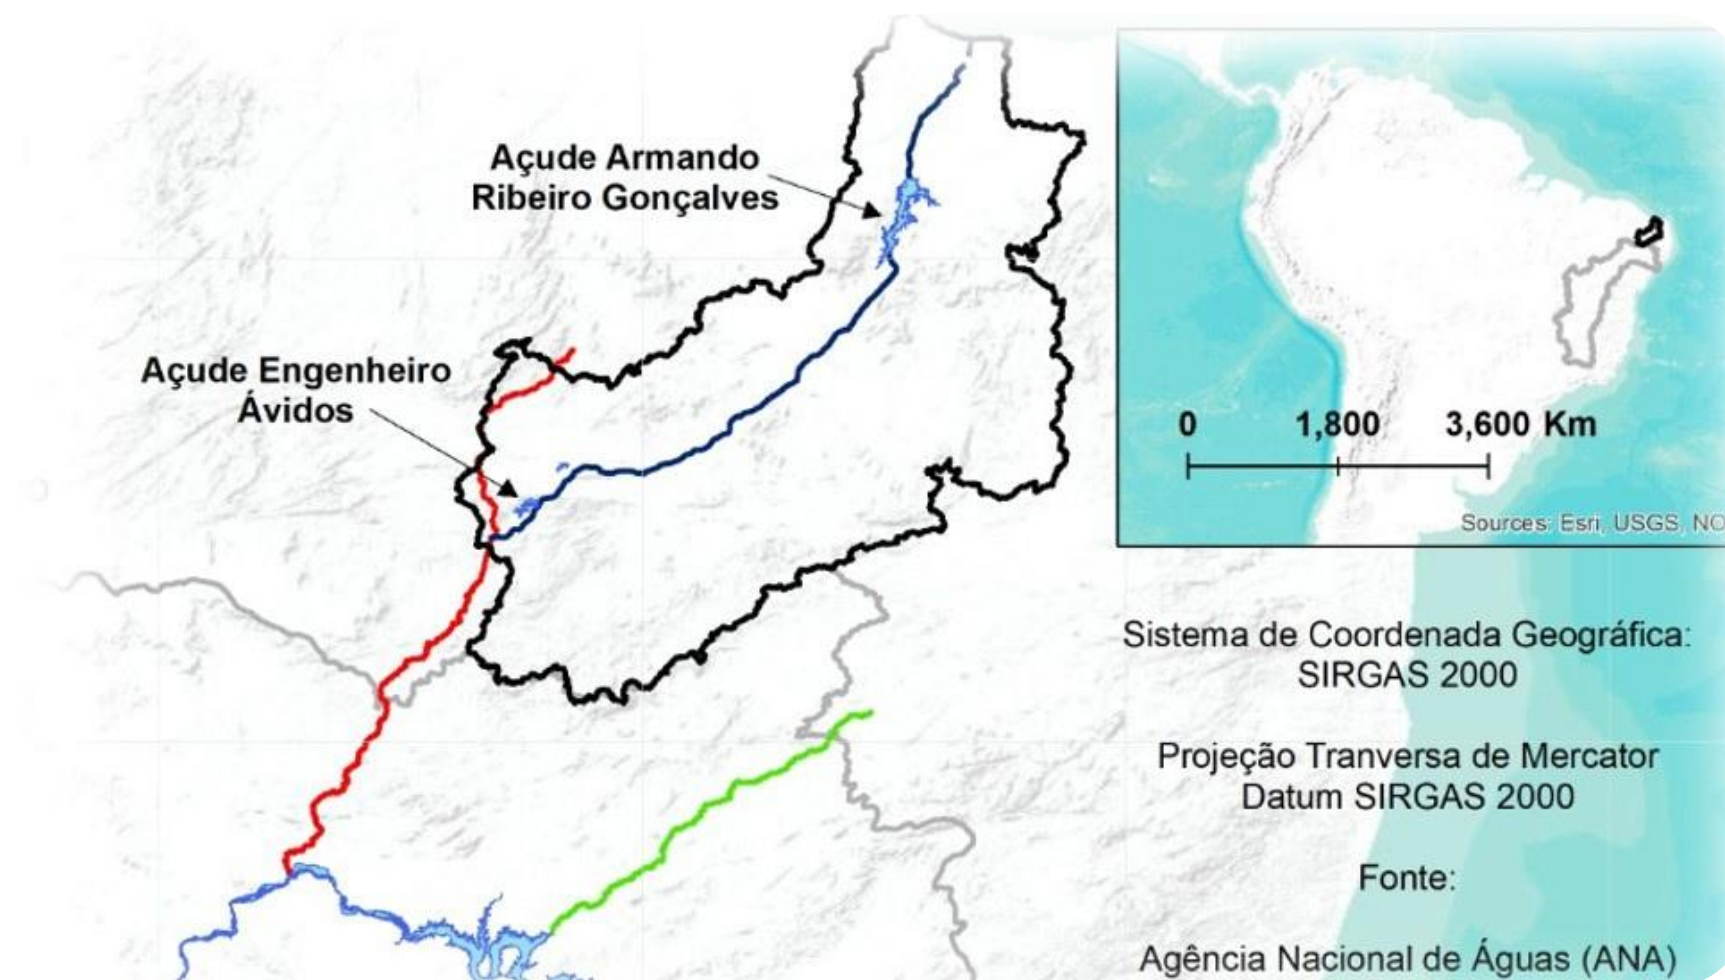 Açude Armando
Ribeiro Gonçalves
Açude Engenheiro
Ávidos
0 1,800 3,600 Km
Sources: Esri, USGS, NO
Sistema de Coordenada Geográfica:
SIRGAS 2000
Projeção Tranversa de Mercator
Datum SIRGAS 2000
Fonte:
Agência Nacional de Águas (ANA)